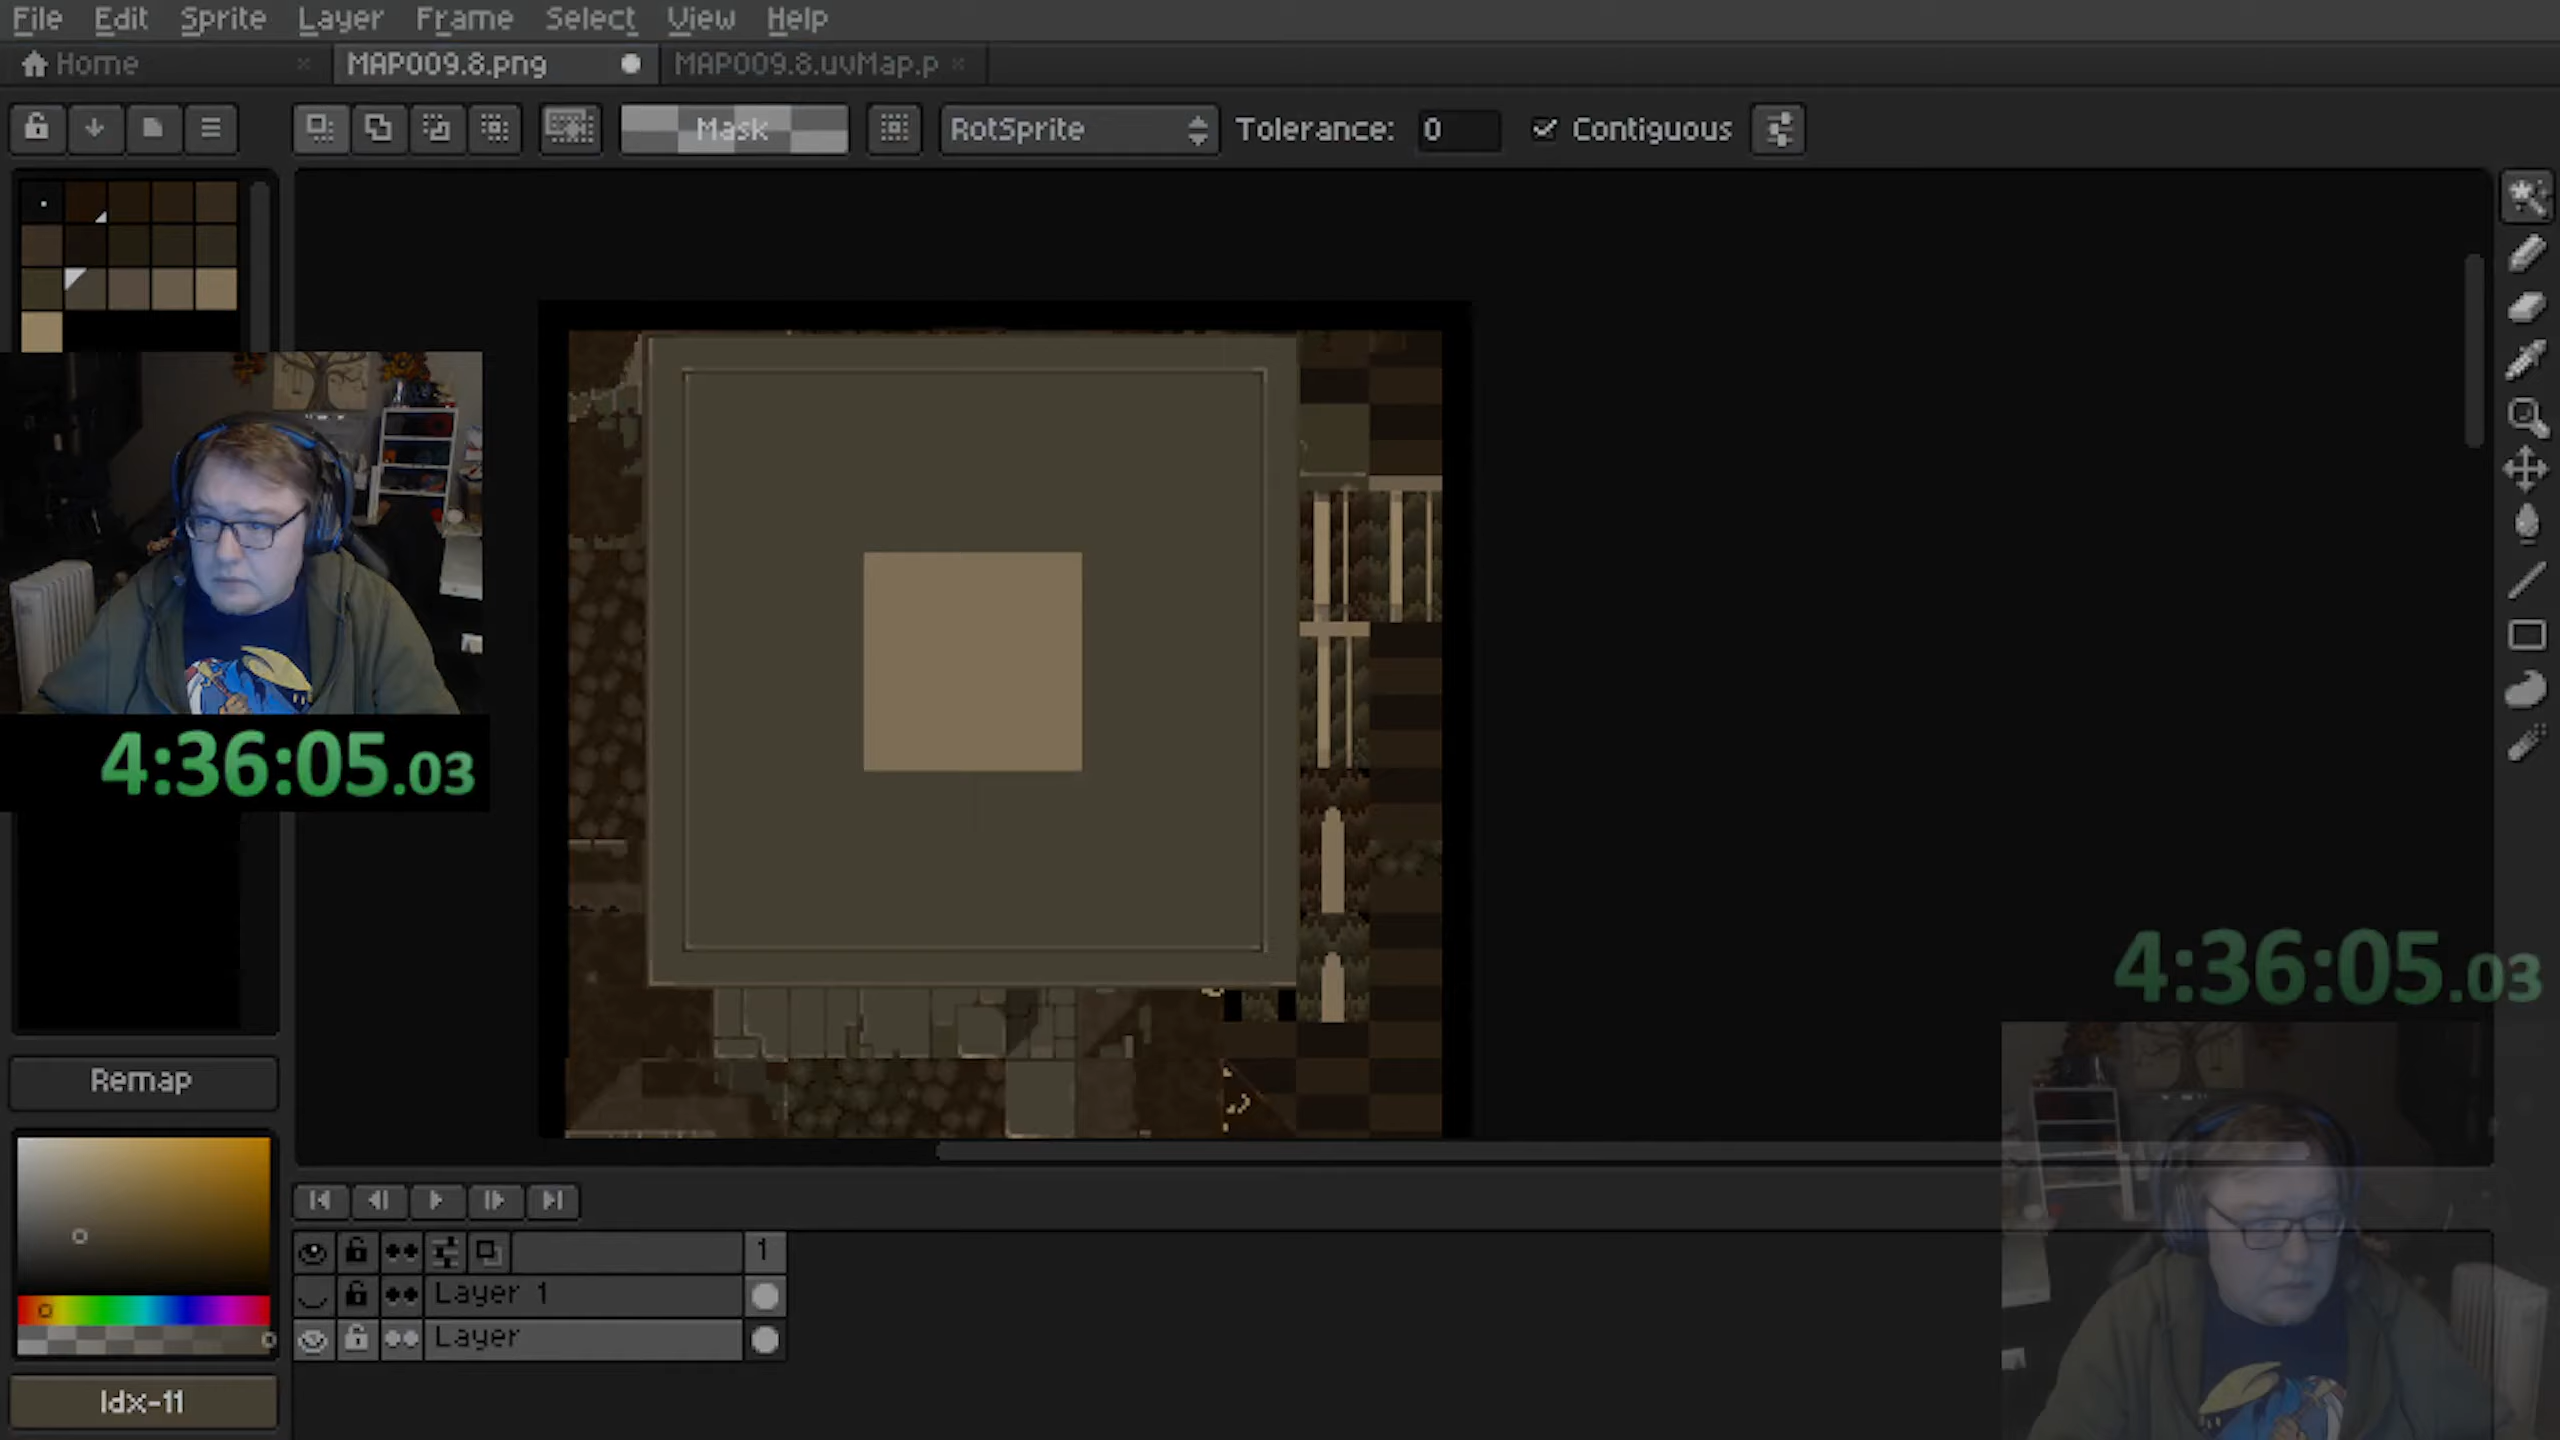 File Edit Sprite Layer Frame Select View Help
Home MAP009.8.png MAP009.8.uvMap.p
Mask RotSprite Tolerance: 0 Contiguous
4:36:05.03
4:36:05.03
Remap
1
Layer 1
Layer
Idx-11